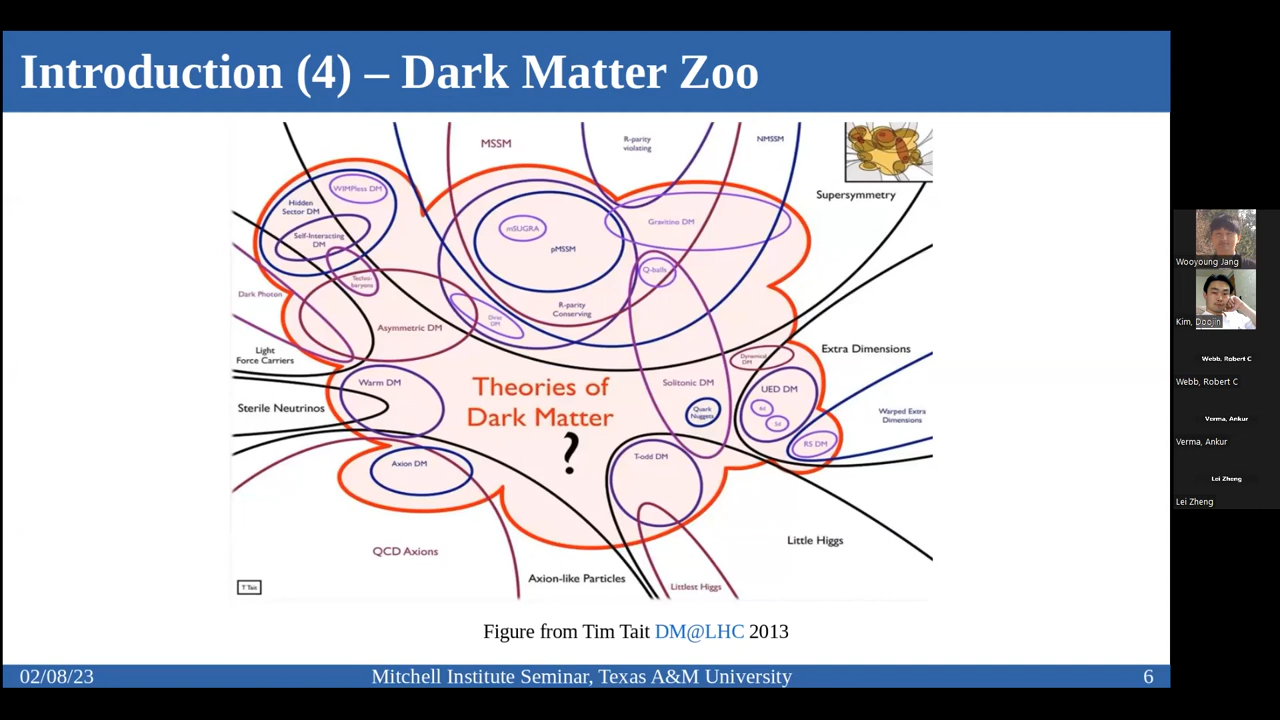 Introduction (4) – Dark Matter Zoo
MSSM
R-parity
violating
NMSSM
Supersymmetry
WIMPless DM
Hidden
Sector DM
Self-Interacting
DM
Techni-
baryons
Dark Photon
mSUGRA
pMSSM
Gravitino DM
Q-balls
R-parity
Conserving
Dirac
DM
Asymmetric DM
Light
Force Carriers
Warm DM
Sterile Neutrinos
Theories of
Dark Matter
?
Solitonic DM
Quark
Nuggets
Dynamical
DM
Extra Dimensions
UED DM
6d
5d
RS DM
Warped Extra
Dimensions
Axion DM
T-odd DM
QCD Axions
Axion-like Particles
Littlest Higgs
Little Higgs
T Tait
Figure from Tim Tait DM@LHC 2013
02/08/23
Mitchell Institute Seminar, Texas A&M University
6
Wooyoung Jang
Kim, Doojin
Webb, Robert C
Webb, Robert C
Verma, Ankur
Verma, Ankur
Lei Zheng
Lei Zheng